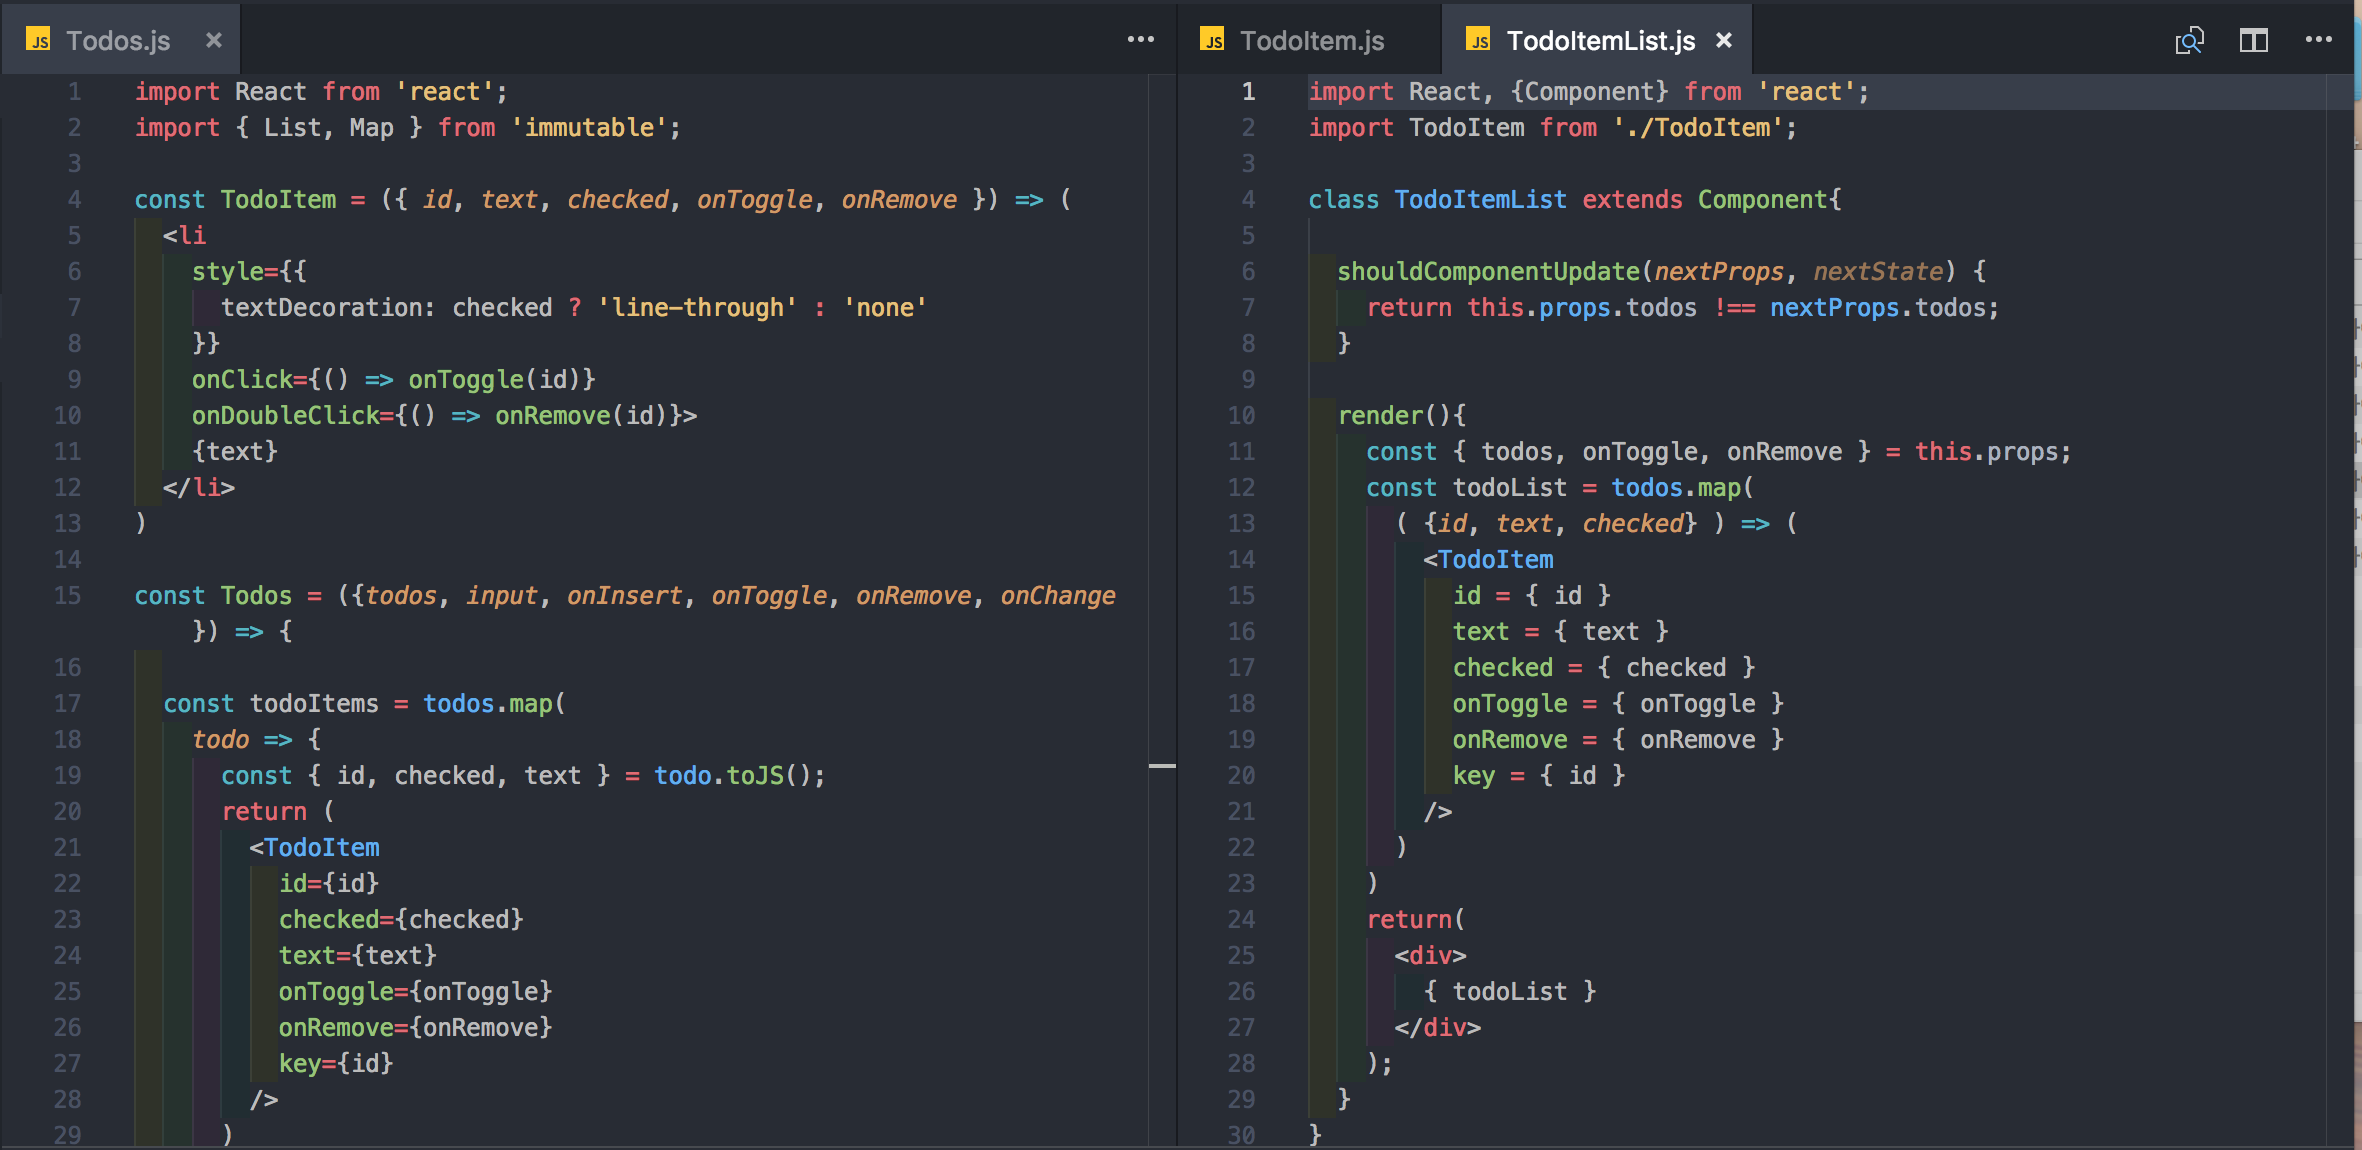 JS Todos.js ×
1 import React from 'react';
2 import { List, Map } from 'immutable';
3
4 const TodoItem = ({ id, text, checked, onToggle, onRemove }) => (
5 <li
6 style={{
7 textDecoration: checked ? 'line-through' : 'none'
8 }}
9 onClick={() => onToggle(id)}
10 onDoubleClick={() => onRemove(id)}>
11 {text}
12 </li>
13 )
14
15 const Todos = ({todos, input, onInsert, onToggle, onRemove, onChange
}) => {
16
17 const todoItems = todos.map(
18 todo => {
19 const { id, checked, text } = todo.toJS();
20 return (
21 <TodoItem
22 id={id}
23 checked={checked}
24 text={text}
25 onToggle={onToggle}
26 onRemove={onRemove}
27 key={id}
28 />
29 )
JS TodoItem.js JS TodoItemList.js ×
1 import React, {Component} from 'react';
2 import TodoItem from './TodoItem';
3
4 class TodoItemList extends Component{
5
6 shouldComponentUpdate(nextProps, nextState) {
7 return this.props.todos !== nextProps.todos;
8 }
9
10 render(){
11 const { todos, onToggle, onRemove } = this.props;
12 const todoList = todos.map(
13 ( {id, text, checked} ) => (
14 <TodoItem
15 id = { id }
16 text = { text }
17 checked = { checked }
18 onToggle = { onToggle }
19 onRemove = { onRemove }
20 key = { id }
21 />
22 )
23 )
24 return(
25 <div>
26 { todoList }
27 </div>
28 );
29 }
30 }